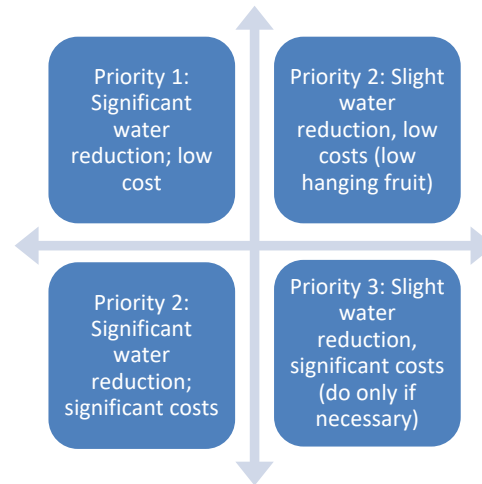 Priority 1:
Significant
water
reduction; low
cost
Priority 2: Slight
water
reduction, low
costs (low
hanging fruit)
Priority 2:
Significant
water
reduction;
significant costs
Priority 3: Slight
water
reduction,
significant costs
(do only if
necessary)